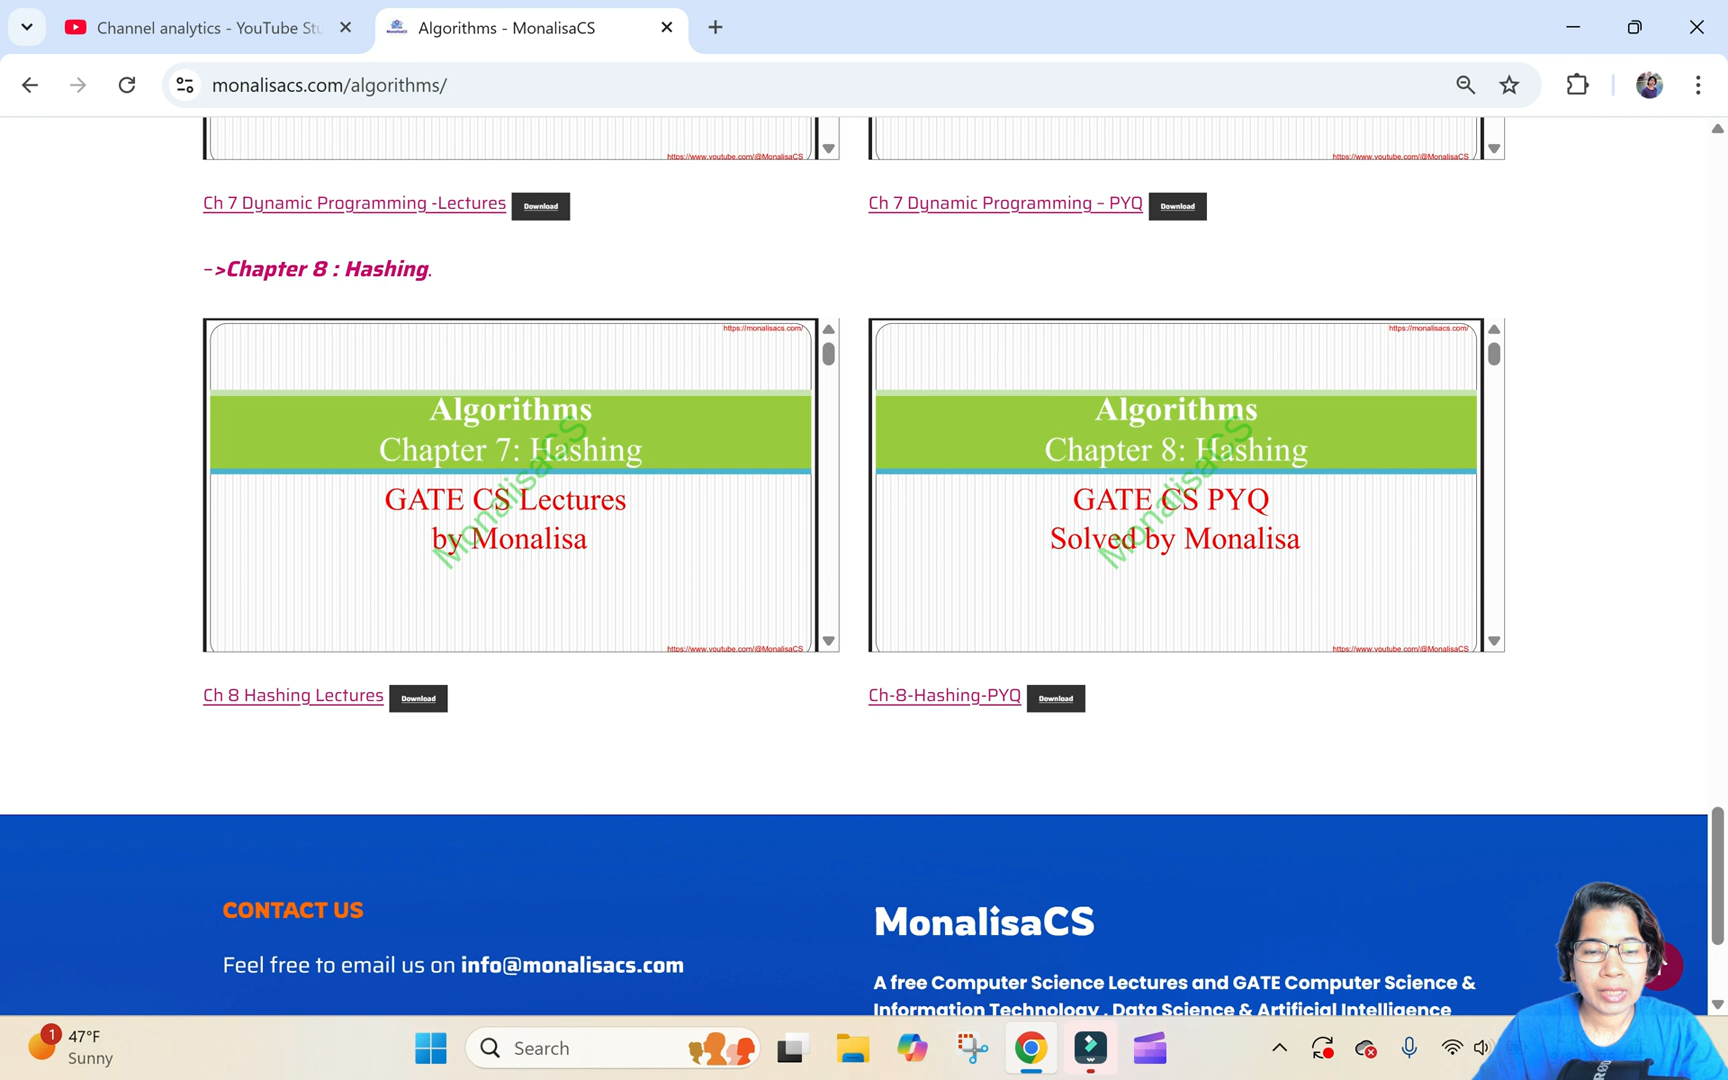 Channel analytics - YouTube Stu
Algorithms - MonalisaCS
monalisacs.com/algorithms/
https://www.youtube.com/@MonalisaCS
https://www.youtube.com/@MonalisaCS
Ch 7 Dynamic Programming -Lectures Download
Ch 7 Dynamic Programming – PYQ Download
–>Chapter 8 : Hashing.
https://monalisacs.com/
Algorithms
Chapter 7: Hashing
GATE CS Lectures
by Monalisa
MonalisaCS
https://www.youtube.com/@MonalisaCS
https://monalisacs.com/
Algorithms
Chapter 8: Hashing
GATE CS PYQ
Solved by Monalisa
MonalisaCS
https://www.youtube.com/@MonalisaCS
Ch 8 Hashing Lectures Download
Ch-8-Hashing-PYQ Download
CONTACT US
Feel free to email us on info@monalisacs.com
MonalisaCS
A free Computer Science Lectures and GATE Computer Science &
Information Technology , Data Science & Artificial Intelligence
1
47°F
Sunny
Search